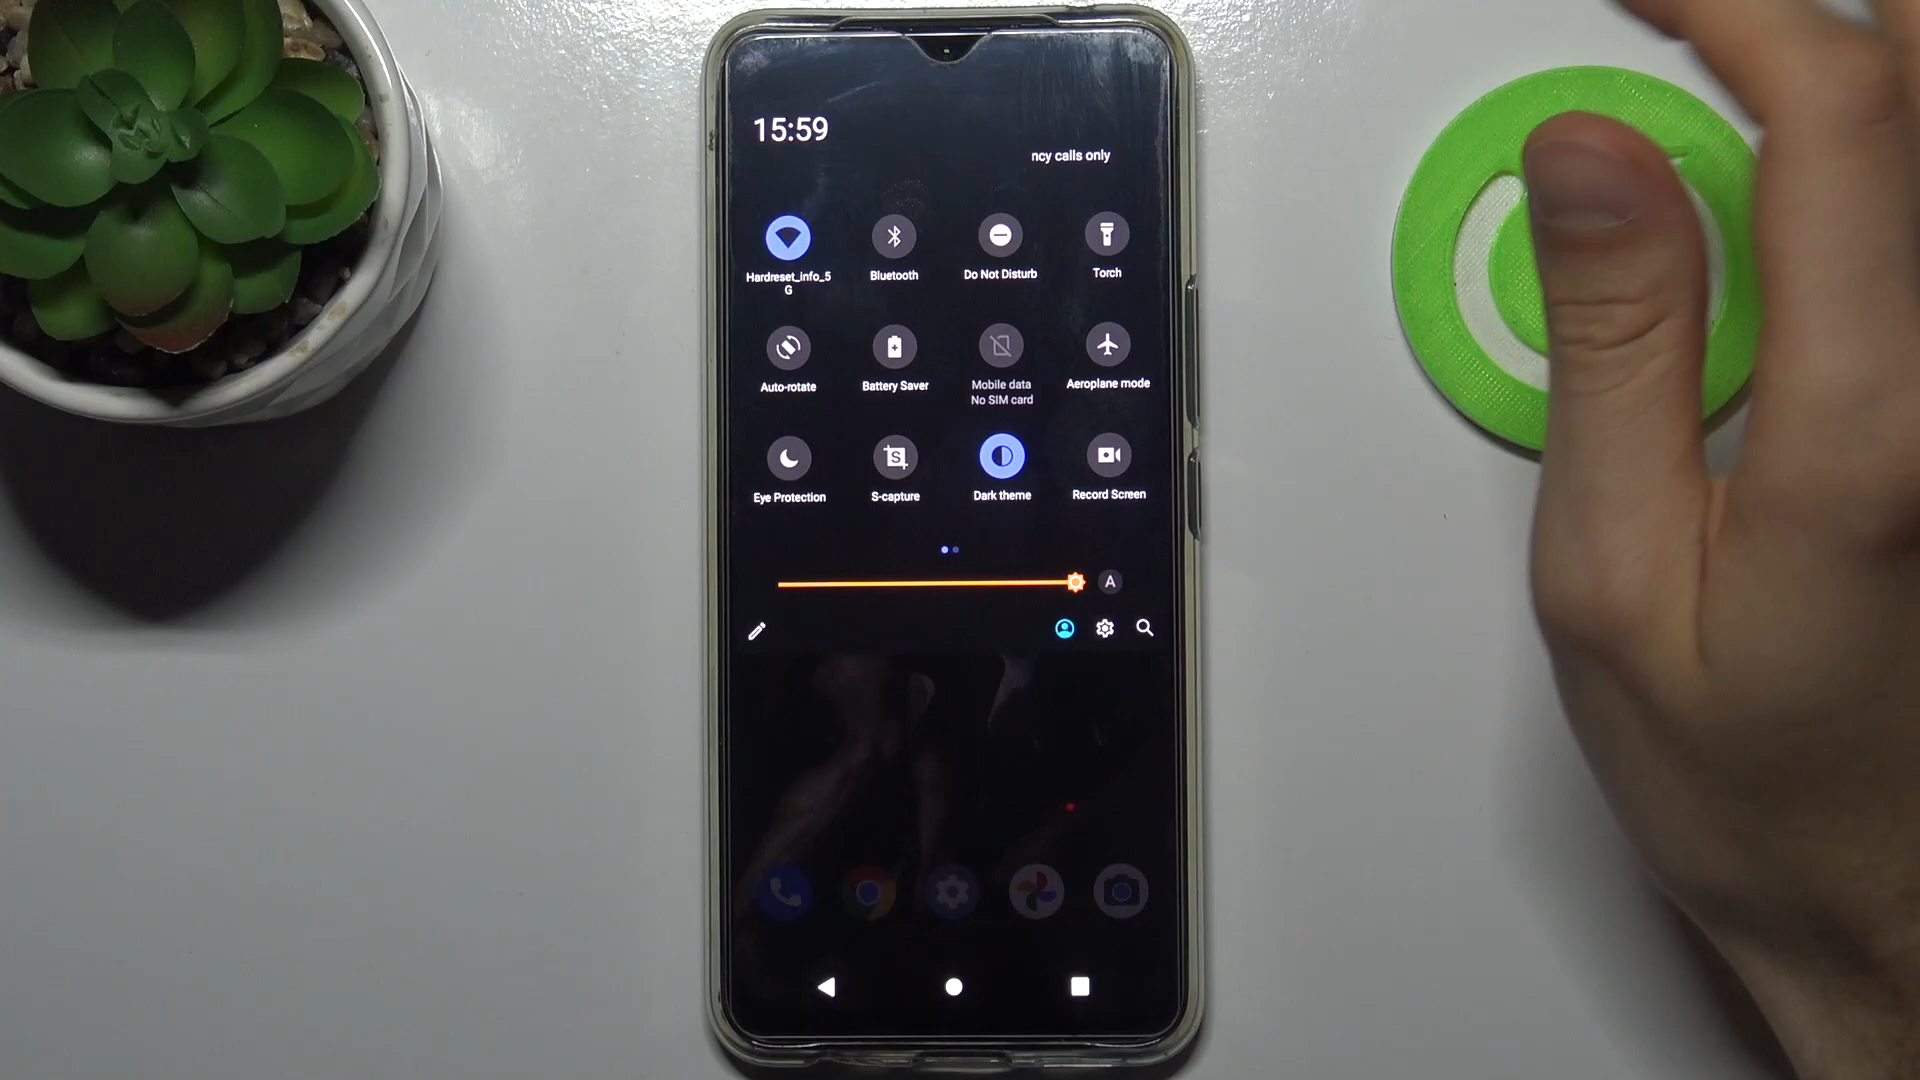 15:59
ncy calls only
Hardreset_info_5
G
Bluetooth
Do Not Disturb
Torch
Auto-rotate
Battery Saver
Mobile data
No SIM card
Aeroplane mode
Eye Protection
S-capture
Dark theme
Record Screen
A